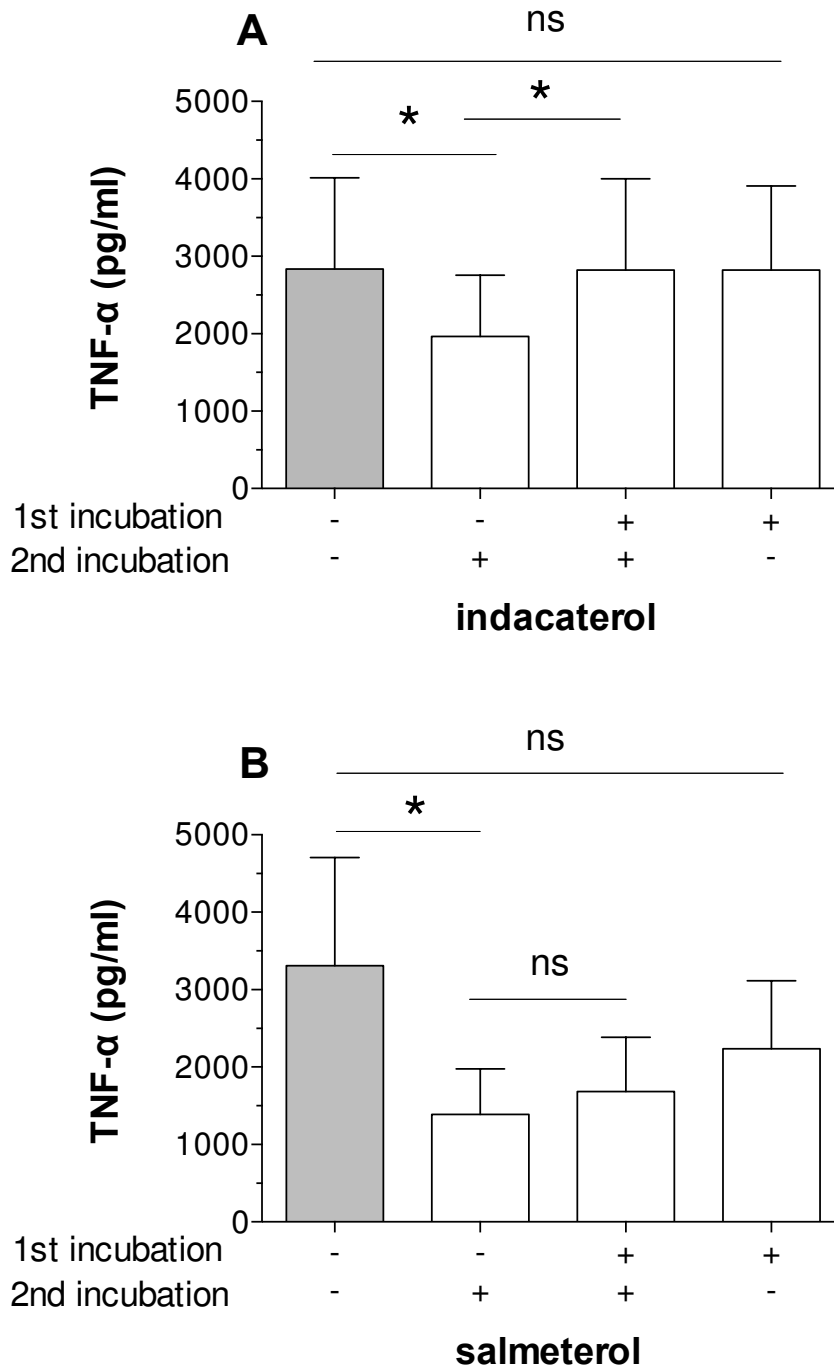 A
ns
*
*
TNF-α (pg/ml)
5000
4000
3000
2000
1000
0
1st incubation - - + +
2nd incubation - + + -
indacaterol
B
ns
*
ns
TNF-α (pg/ml)
5000
4000
3000
2000
1000
0
1st incubation - - + +
2nd incubation - + + -
salmeterol